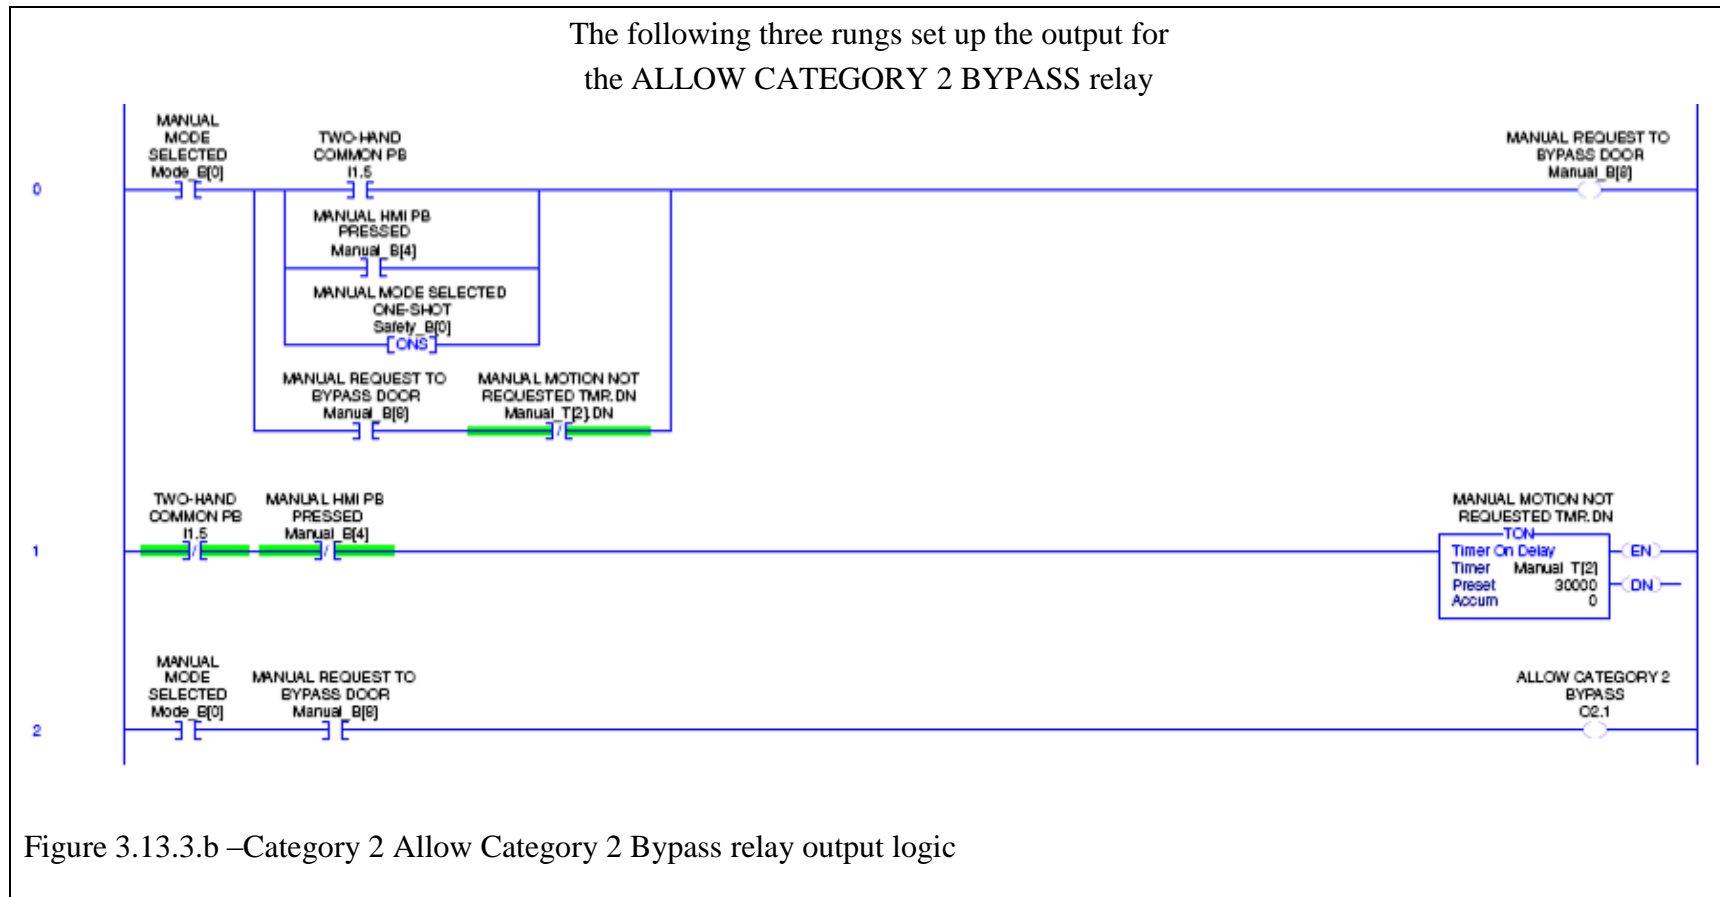 The following three rungs set up the output for
the ALLOW CATEGORY 2 BYPASS relay
MANUAL
MODE
SELECTED
Mode_B[0]
TWO-HAND
COMMON PB
I1.5
MANUAL REQUEST TO
BYPASS DOOR
Manual_B[8]
0
MANUAL HMI PB
PRESSED
Manual_B[4]
MANUAL MODE SELECTED
ONE-SHOT
Safety_B[0]
ONS
MANUAL REQUEST TO
BYPASS DOOR
Manual_B[8]
MANUAL MOTION NOT
REQUESTED TMR.DN
Manual_T[2].DN
TWO-HAND
COMMON PB
I1.5
MANUAL HMI PB
PRESSED
Manual_B[4]
MANUAL MOTION NOT
REQUESTED TMR.DN
1
TON
Timer On Delay
Timer Manual_T[2]
Preset 30000
Accum 0
EN
DN
MANUAL
MODE
SELECTED
Mode_B[0]
MANUAL REQUEST TO
BYPASS DOOR
Manual_B[8]
ALLOW CATEGORY 2
BYPASS
O2.1
2
Figure 3.13.3.b –Category 2 Allow Category 2 Bypass relay output logic